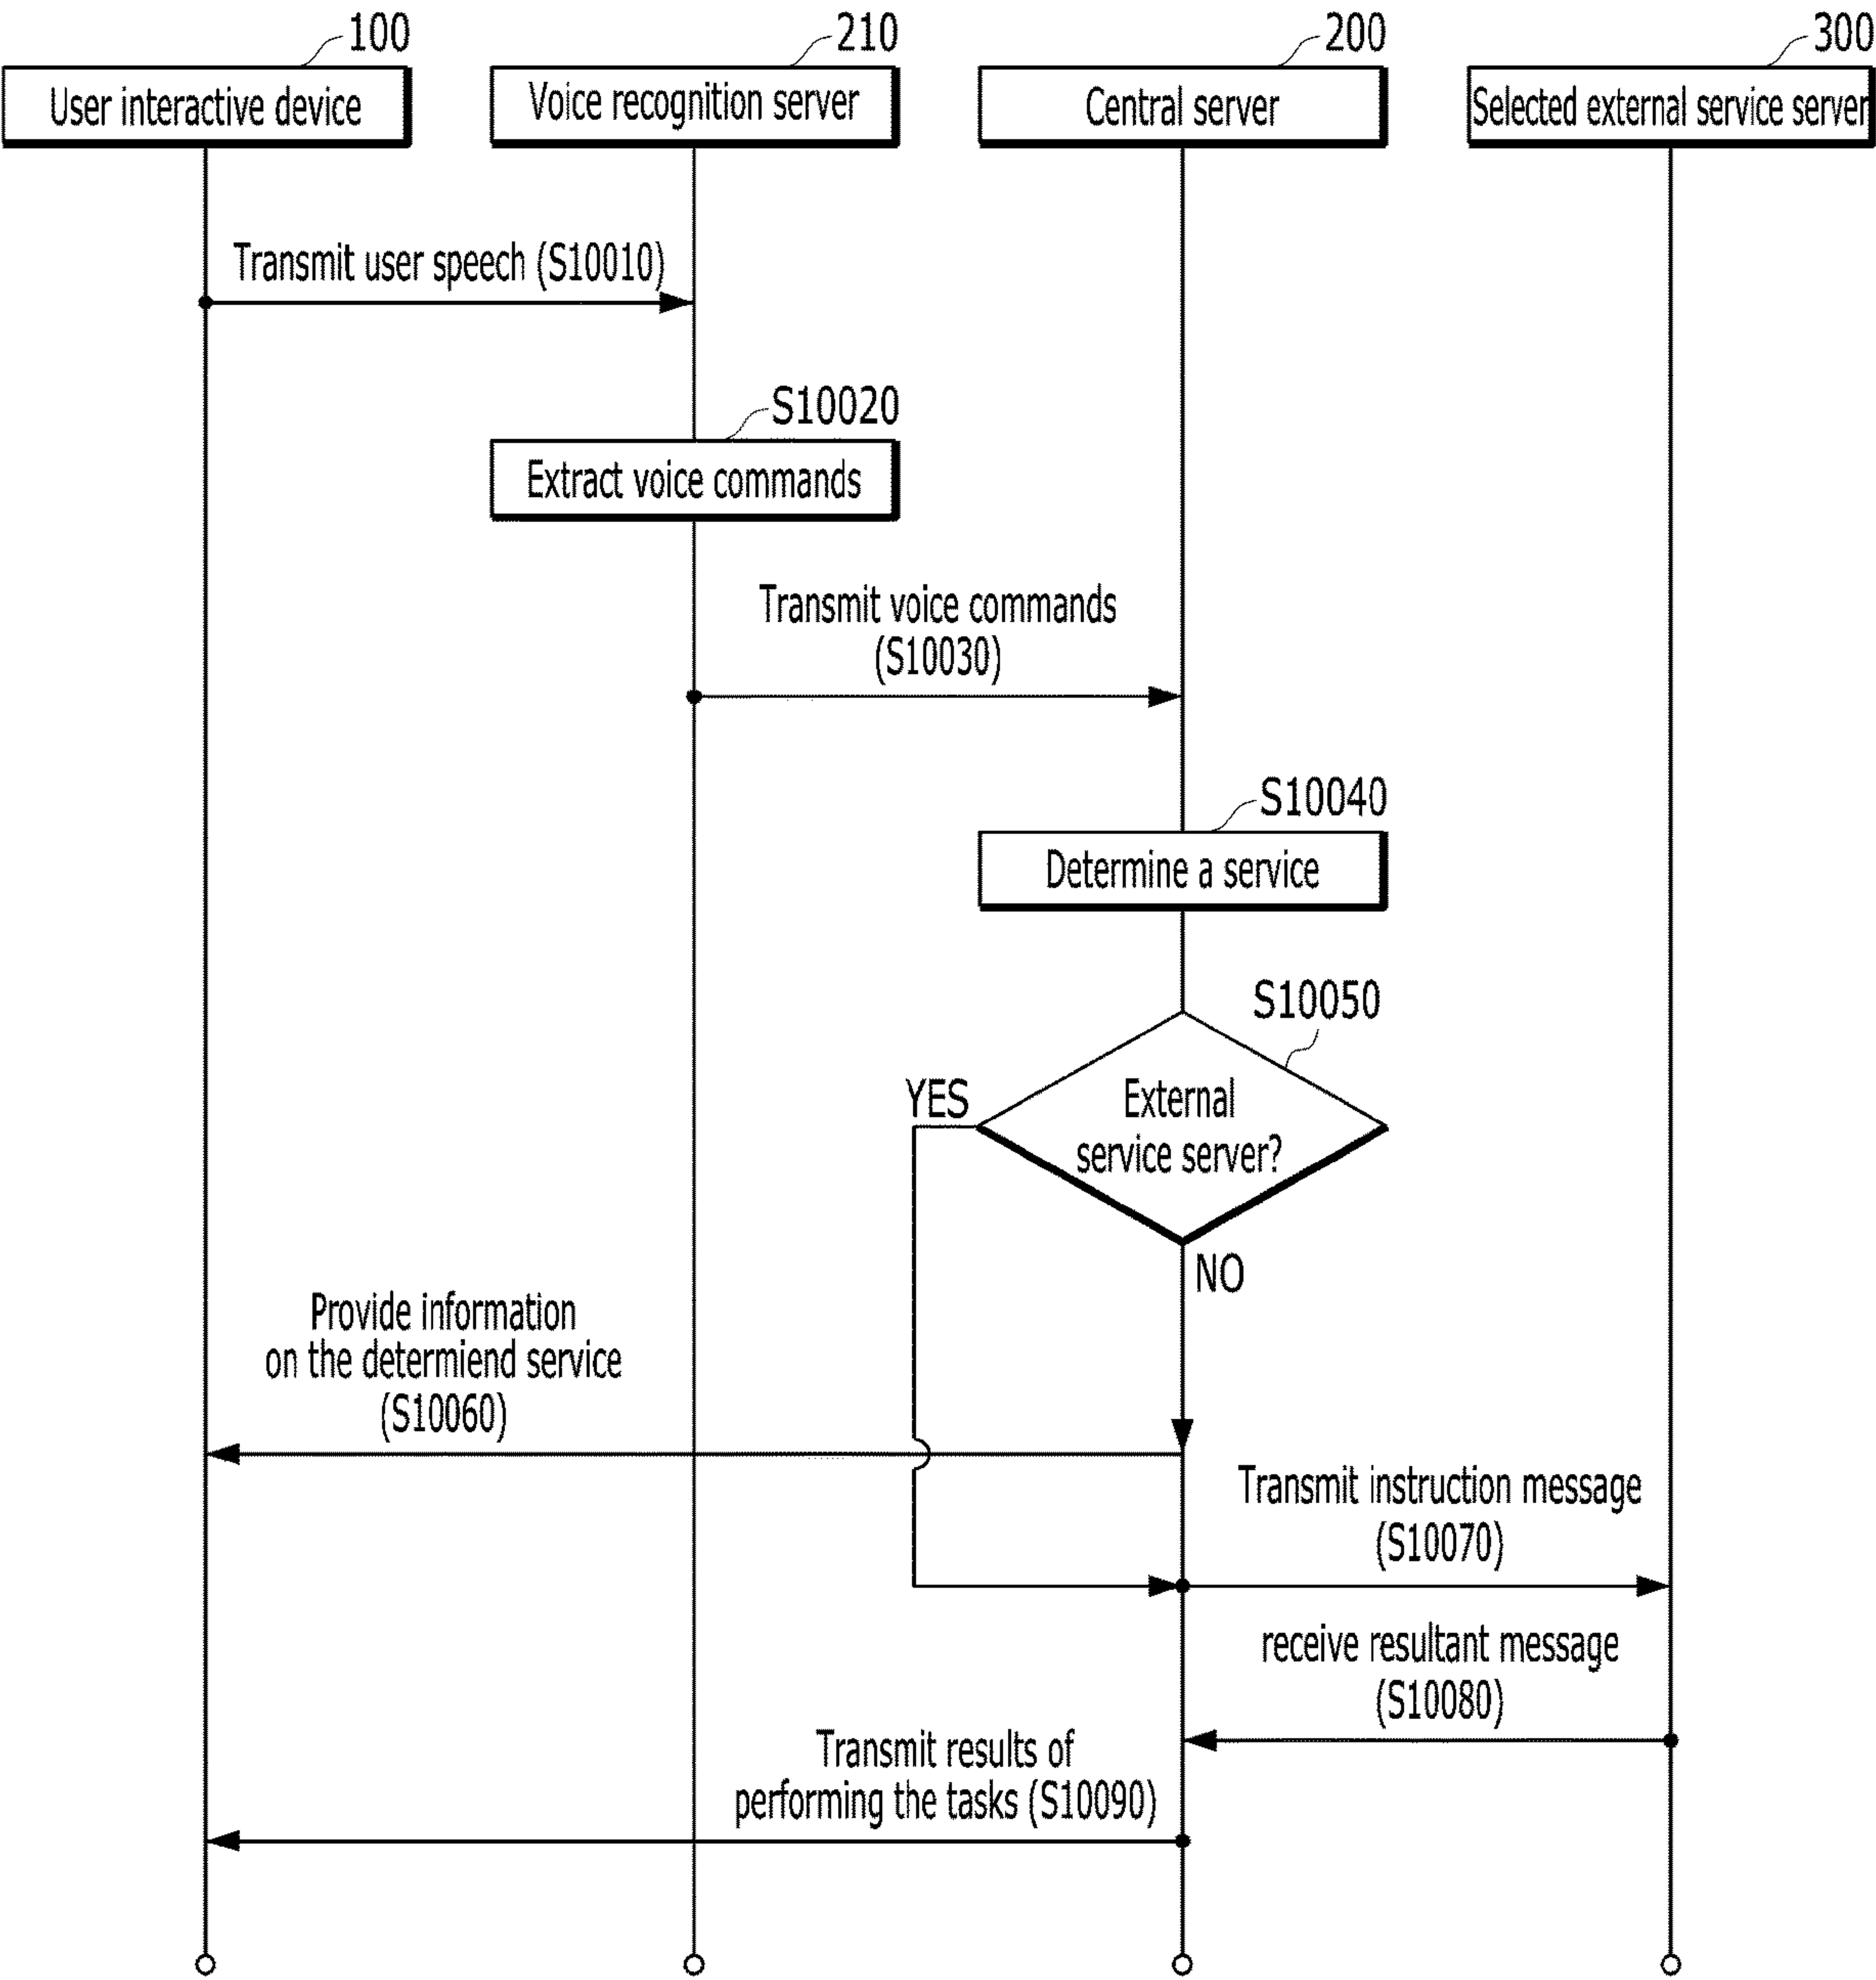 100
210
200
300
User interactive device
Voice recognition server
Central server
Selected external service server
Transmit user speech (S10010)
S10020
Extract voice commands
Transmit voice commands
(S10030)
S10040
Determine a service
S10050
YES
External
service server?
NO
Provide information
on the determiend service
(S10060)
Transmit instruction message
(S10070)
receive resultant message
(S10080)
Transmit results of
performing the tasks (S10090)